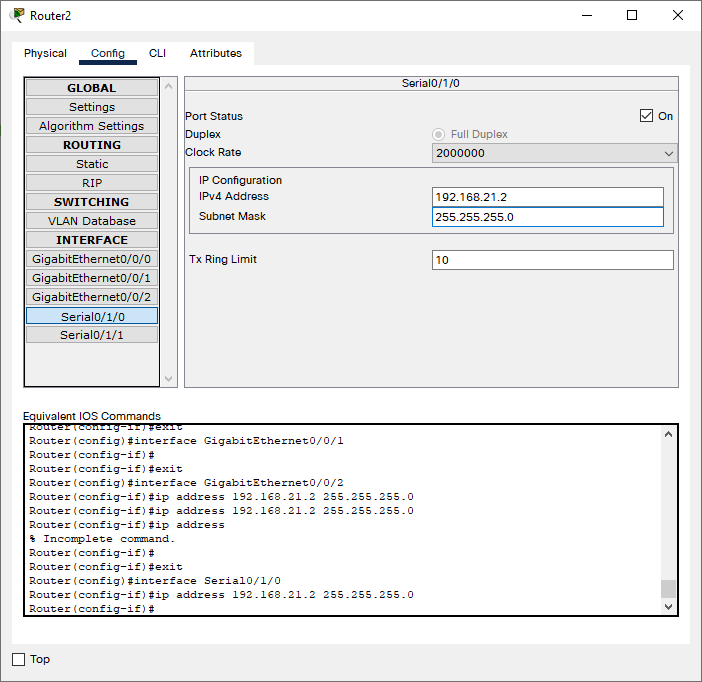 Router2
Physical Config CLI Attributes
GLOBAL
Settings
Algorithm Settings
ROUTING
Static
RIP
SWITCHING
VLAN Database
INTERFACE
GigabitEthernet0/0/0
GigabitEthernet0/0/1
GigabitEthernet0/0/2
Serial0/1/0
Serial0/1/1
Serial0/1/0
Port Status On
Duplex Full Duplex
Clock Rate 2000000
IP Configuration
IPv4 Address 192.168.21.2
Subnet Mask 255.255.255.0
Tx Ring Limit 10
Equivalent IOS Commands
Router(config-if)#exit
Router(config)#interface GigabitEthernet0/0/1
Router(config-if)#
Router(config-if)#exit
Router(config)#interface GigabitEthernet0/0/2
Router(config-if)#ip address 192.168.21.2 255.255.255.0
Router(config-if)#ip address 192.168.21.2 255.255.255.0
Router(config-if)#ip address
% Incomplete command.
Router(config-if)#
Router(config-if)#exit
Router(config)#interface Serial0/1/0
Router(config-if)#ip address 192.168.21.2 255.255.255.0
Router(config-if)#
Top